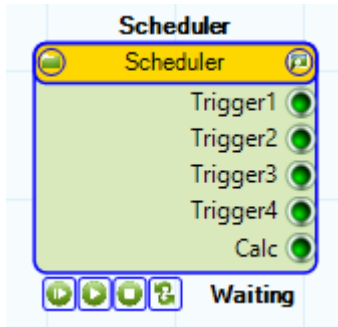 Scheduler
Scheduler
Trigger1
Trigger2
Trigger3
Trigger4
Calc
Waiting